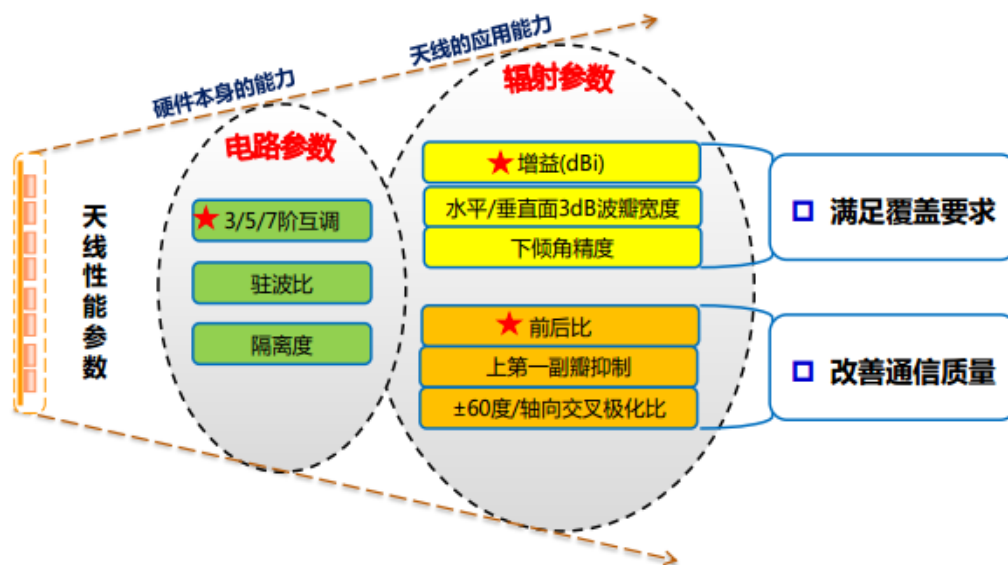 硬件本身的能力
天线的应用能力
天线性能参数
电路参数
★3/5/7阶互调
驻波比
隔离度
辐射参数
★增益(dBi)
水平/垂直面3dB波瓣宽度
下倾角精度
★前后比
上第一副瓣抑制
±60度/轴向交叉极化比
满足覆盖要求
改善通信质量